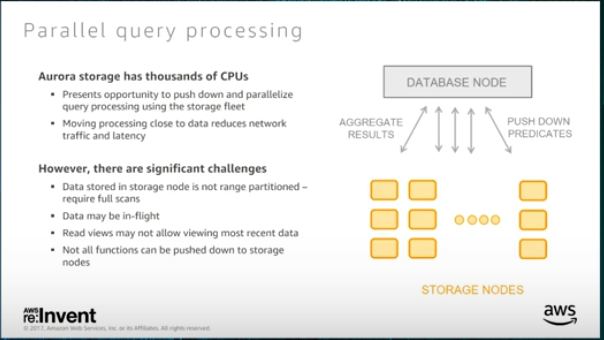 Parallel query processing
Aurora storage has thousands of CPUs
▪ Presents opportunity to push down and parallelize
query processing using the storage fleet
▪ Moving processing close to data reduces network
traffic and latency
However, there are significant challenges
▪ Data stored in storage node is not range partitioned –
require full scans
▪ Data may be in-flight
▪ Read views may not allow viewing most recent data
▪ Not all functions can be pushed down to storage
nodes
DATABASE NODE
AGGREGATE
RESULTS
PUSH DOWN
PREDICATES
STORAGE NODES
AWS
re:Invent
© 2017, Amazon Web Services, Inc. or its Affiliates. All rights reserved.
aws